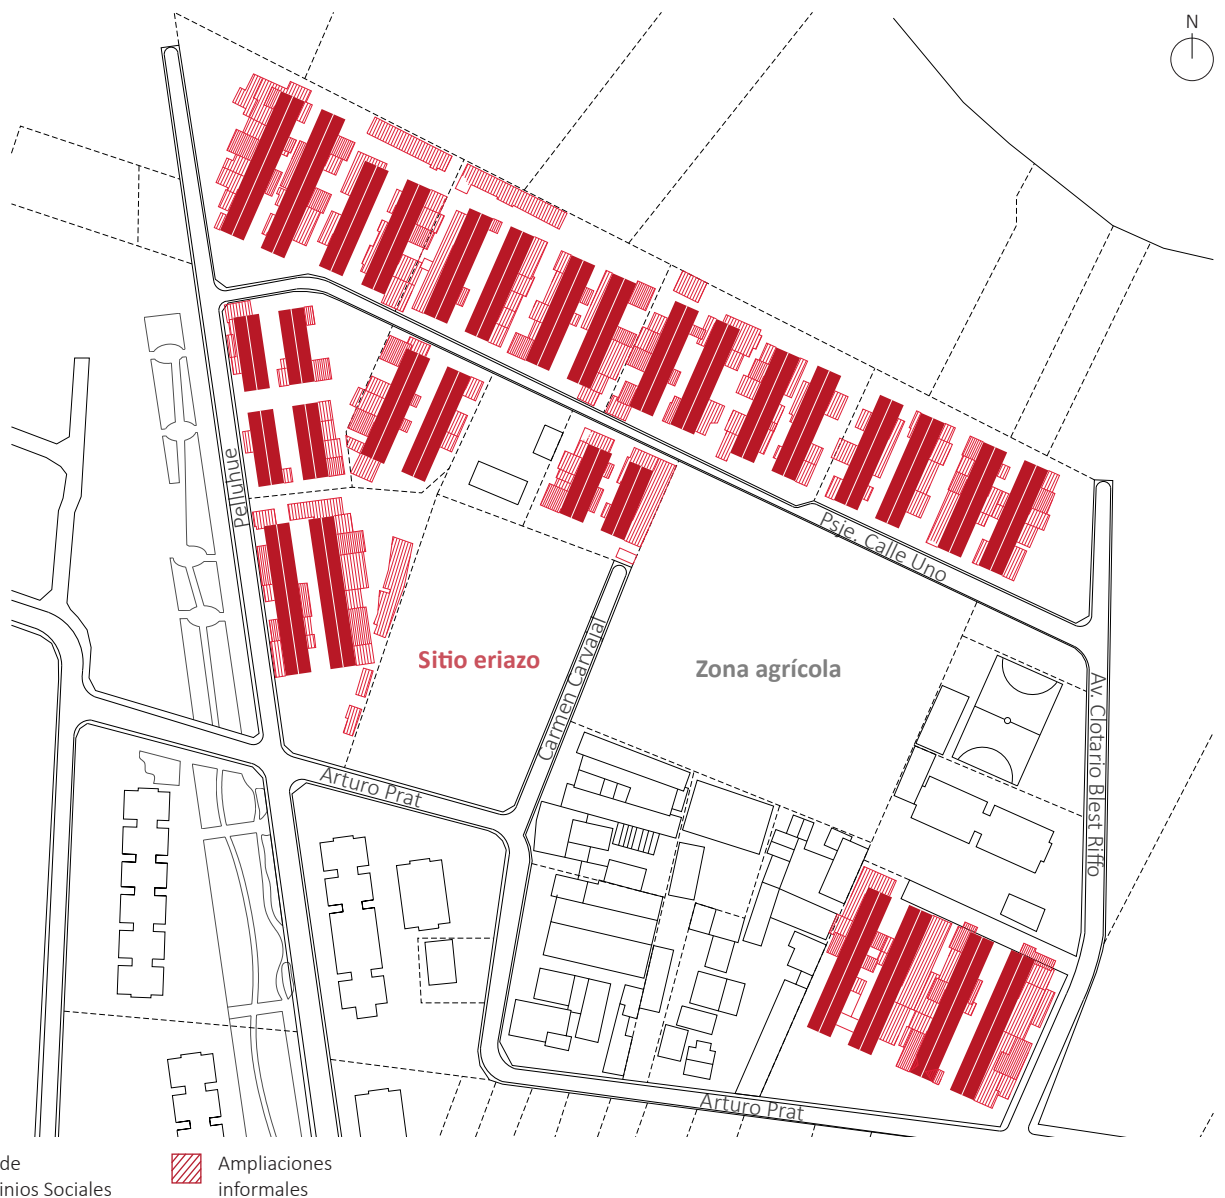 N
Pelluhue
Psje. Calle Uno
Sitio eriazo
Zona agrícola
Carmen Carvajal
Av. Clotario Blest Riffo
Arturo Prat
Arturo Prat
de
inios Sociales
Ampliaciones
informales